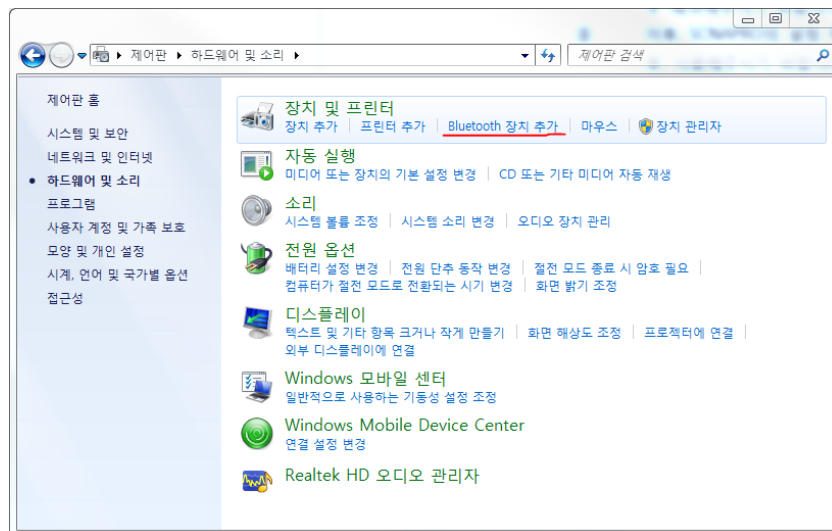 제어판 ▸ 하드웨어 및 소리 ▸
제어판 검색
제어판 홈
시스템 및 보안
네트워크 및 인터넷
하드웨어 및 소리
프로그램
사용자 계정 및 가족 보호
모양 및 개인 설정
시계, 언어 및 국가별 옵션
접근성
장치 및 프린터
장치 추가 | 프린터 추가 | Bluetooth 장치 추가 | 마우스 | 장치 관리자
자동 실행
미디어 또는 장치의 기본 설정 변경 | CD 또는 기타 미디어 자동 재생
소리
시스템 볼륨 조정 | 시스템 소리 변경 | 오디오 장치 관리
전원 옵션
배터리 설정 변경 | 전원 단추 동작 변경 | 절전 모드 종료 시 암호 필요 |
컴퓨터가 절전 모드로 전환되는 시기 변경 | 화면 밝기 조정
디스플레이
텍스트 및 기타 항목 크거나 작게 만들기 | 화면 해상도 조정 | 프로젝터에 연결 |
외부 디스플레이에 연결
Windows 모바일 센터
일반적으로 사용하는 기동성 설정 조정
Windows Mobile Device Center
연결 설정 변경
Realtek HD 오디오 관리자